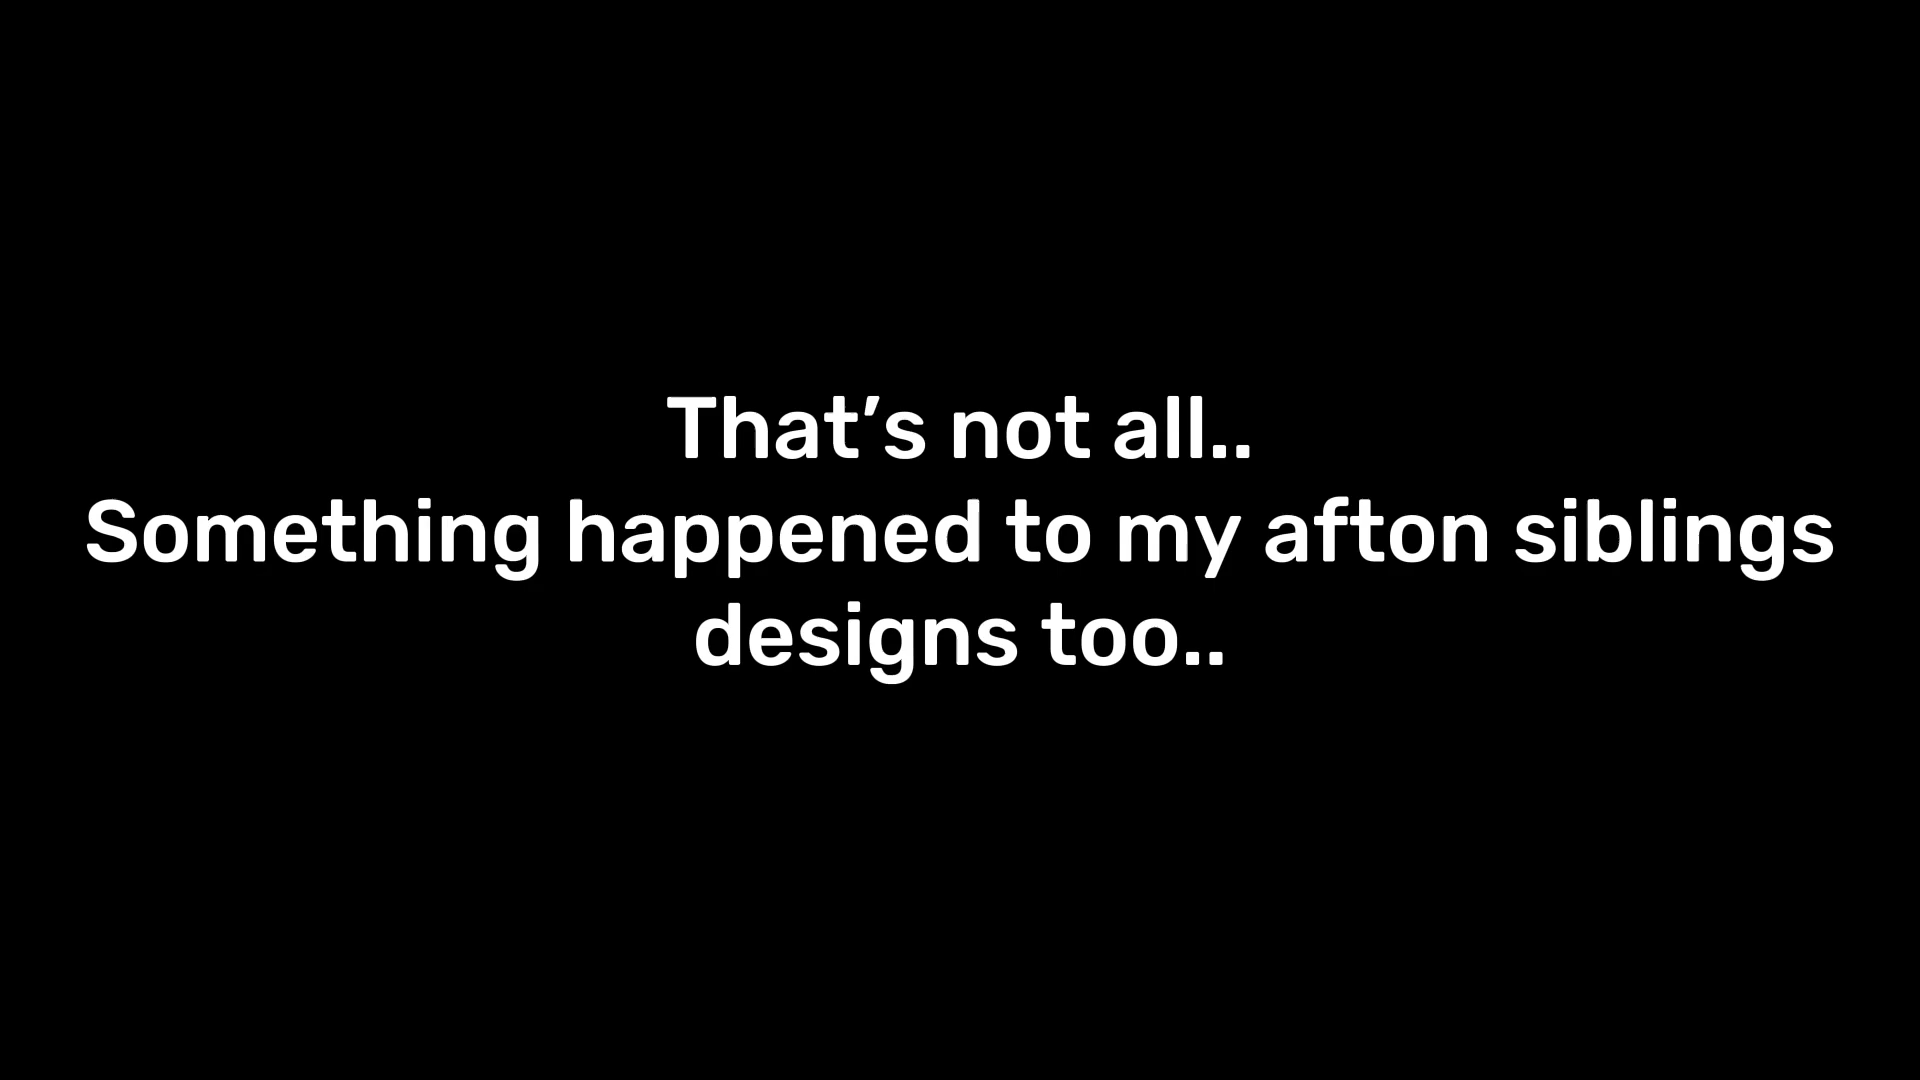 That’s not all..
Something happened to my afton siblings
designs too..